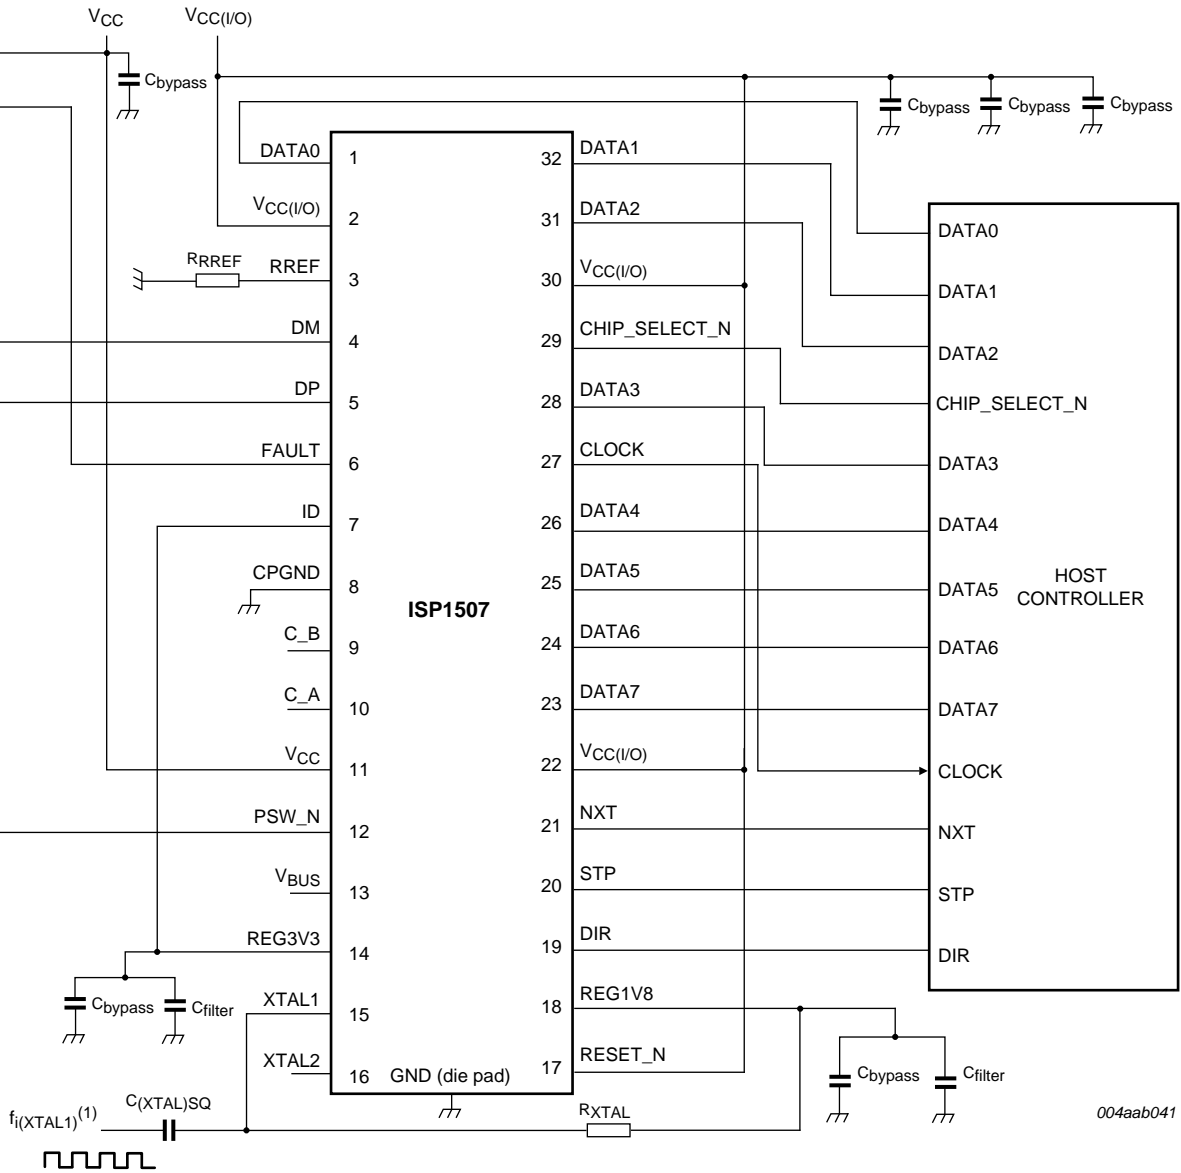 VCC VCC(I/O)
Cbypass
Cbypass Cbypass Cbypass
DATA0 1
VCC(I/O) 2
RRREF RREF 3
DM 4
DP 5
FAULT 6
ID 7
CPGND 8
C_B 9
C_A 10
VCC 11
PSW_N 12
VBUS 13
REG3V3 14
Cbypass Cfilter
XTAL1 15
XTAL2 16
GND (die pad)
ISP1507
32 DATA1
31 DATA2
30 VCC(I/O)
29 CHIP_SELECT_N
28 DATA3
27 CLOCK
26 DATA4
25 DATA5
24 DATA6
23 DATA7
22 VCC(I/O)
21 NXT
20 STP
19 DIR
18 REG1V8
17 RESET_N
DATA0
DATA1
DATA2
CHIP_SELECT_N
DATA3
DATA4
DATA5
DATA6
DATA7
CLOCK
NXT
STP
DIR
HOST
CONTROLLER
Cbypass Cfilter
fi(XTAL1)(1)
C(XTAL)SQ
RXTAL
004aab041